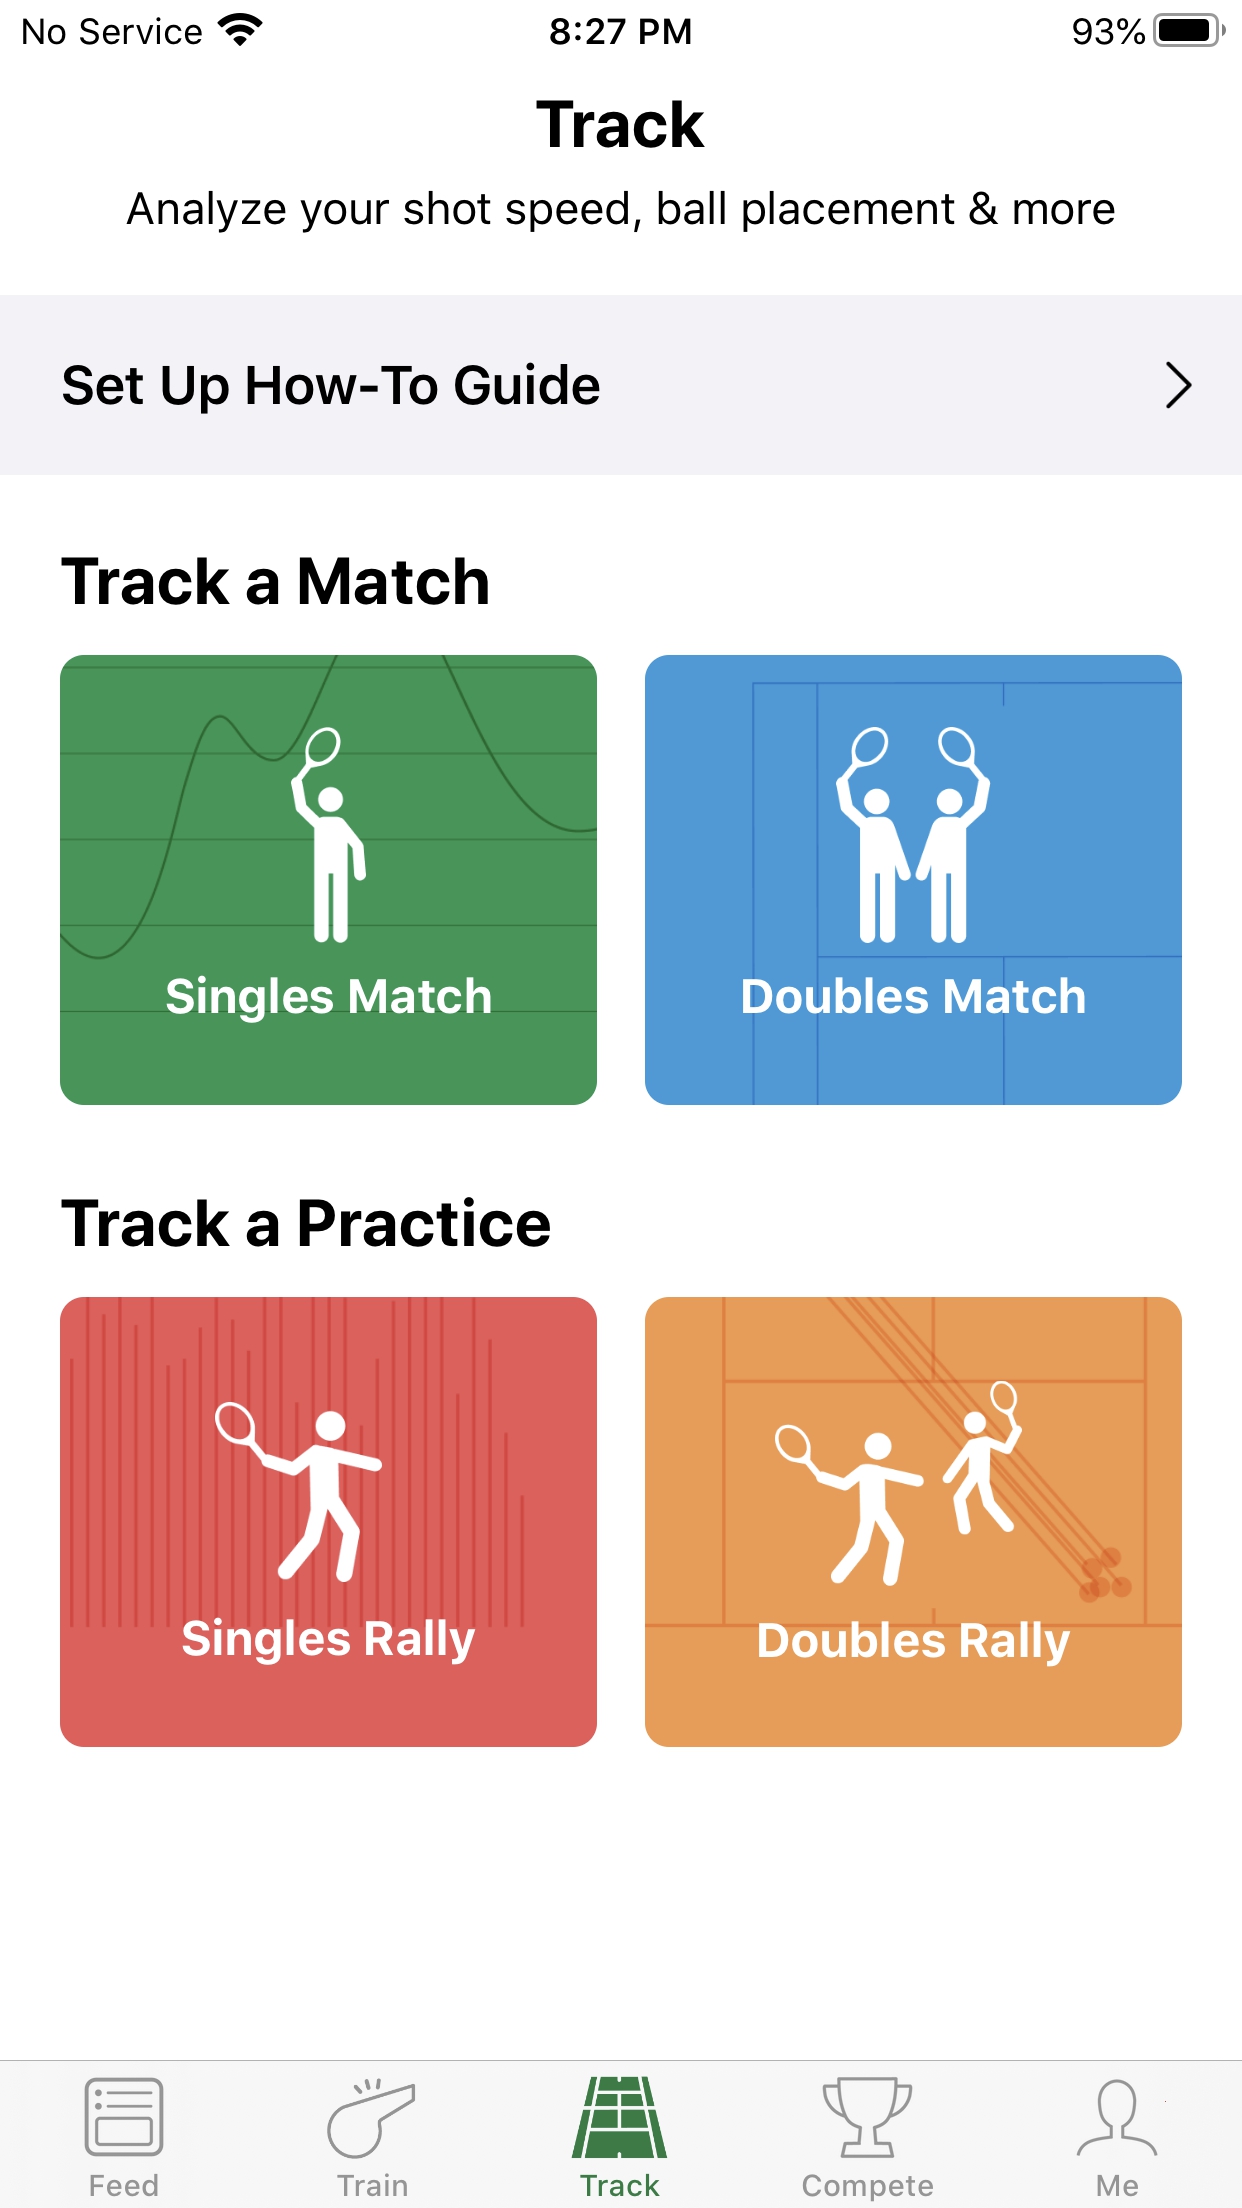 No Service 8:27 PM 93%
Track
Analyze your shot speed, ball placement & more
Set Up How-To Guide
Track a Match
Singles Match Doubles Match
Track a Practice
Singles Rally Doubles Rally
Feed Train Track Compete Me